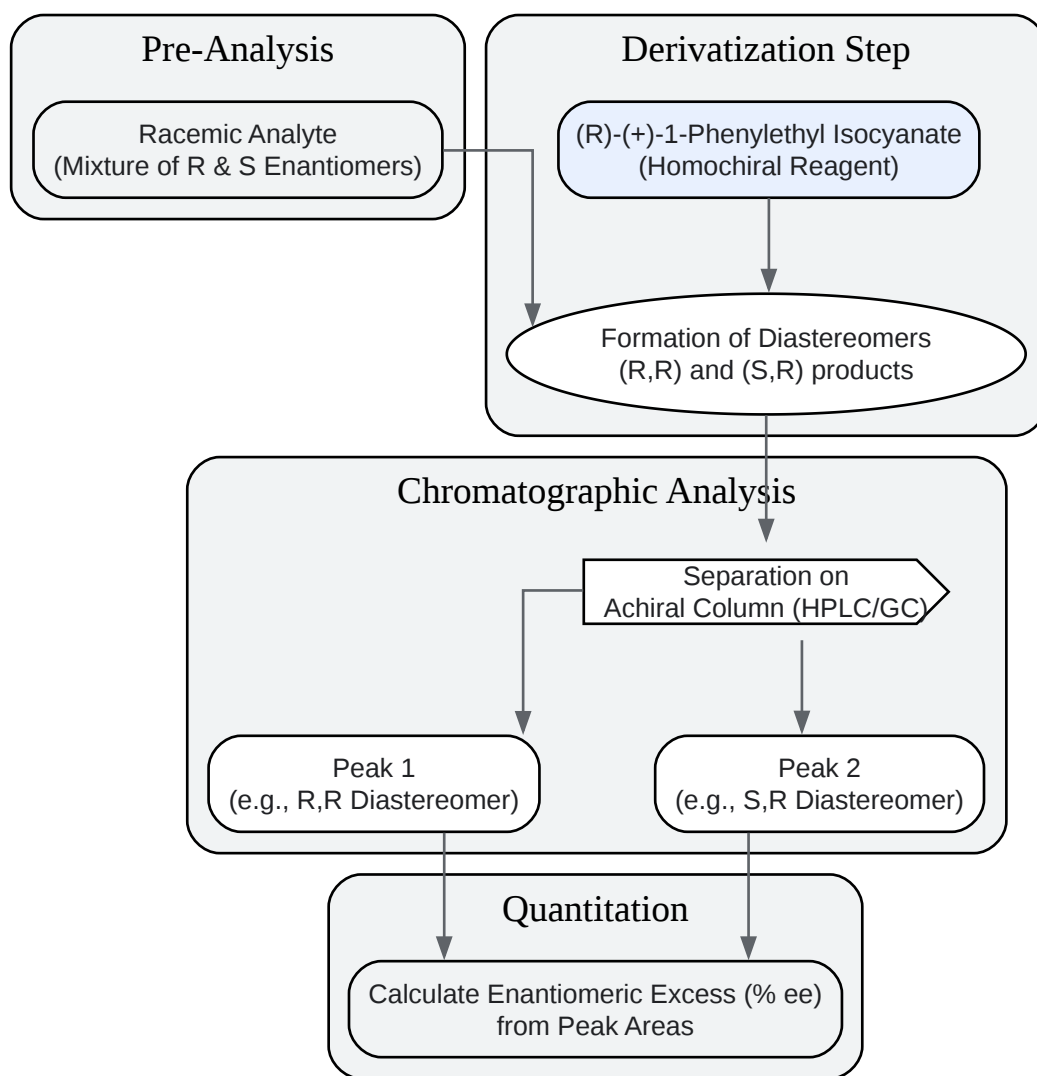 Pre-Analysis
Racemic Analyte
(Mixture of R & S Enantiomers)
Derivatization Step
(R)-(+)-1-Phenylethyl Isocyanate
(Homochiral Reagent)
Formation of Diastereomers
(R,R) and (S,R) products
Chromatographic Analysis
Separation on
Achiral Column (HPLC/GC)
Peak 1
(e.g., R,R Diastereomer)
Peak 2
(e.g., S,R Diastereomer)
Quantitation
Calculate Enantiomeric Excess (% ee)
from Peak Areas